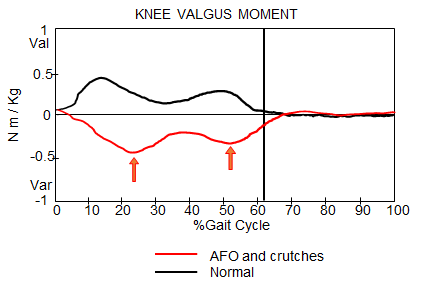 KNEE VALGUS MOMENT
1
Val
0.5
N m / Kg
0
-0.5
Var
-1
0 10 20 30 40 50 60 70 80 90 100
%Gait Cycle
AFO and crutches
Normal